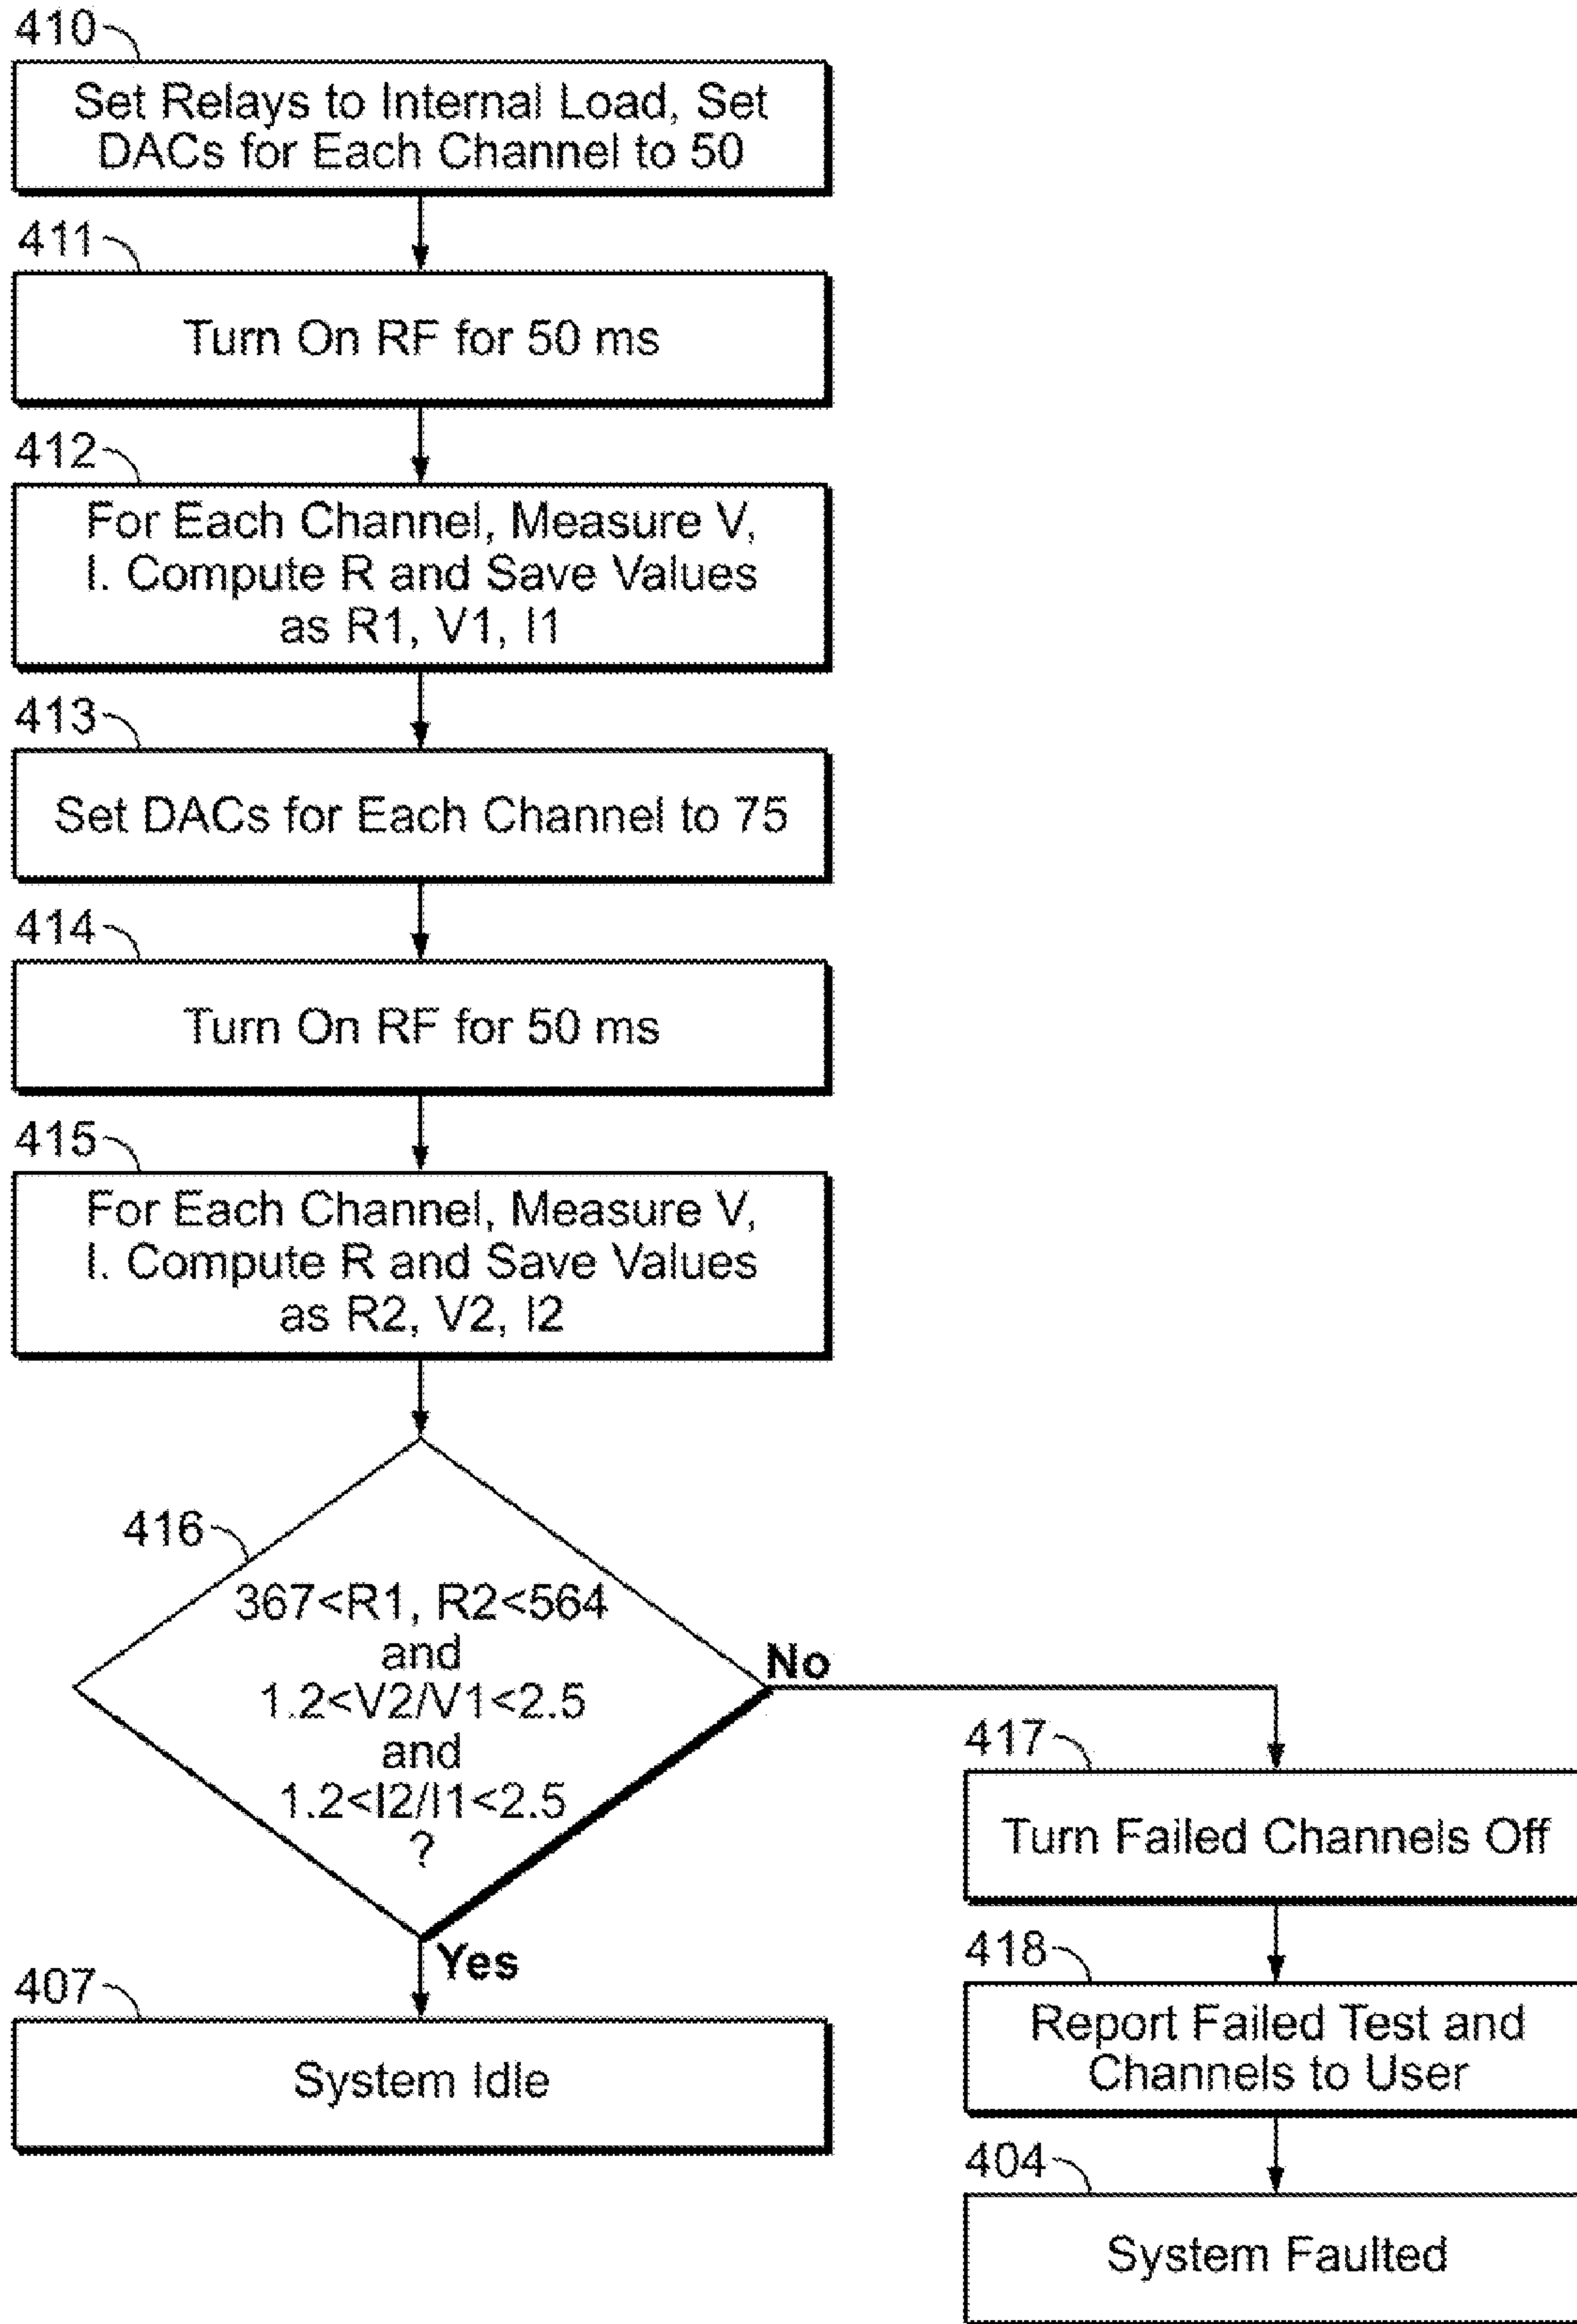 410
Set Relays to Internal Load, Set
DACs for Each Channel to 50
411
Turn On RF for 50 ms
412
For Each Channel, Measure V,
I. Compute R and Save Values
as R1, V1, I1
413
Set DACs for Each Channel to 75
414
Turn On RF for 50 ms
415
For Each Channel, Measure V,
I. Compute R and Save Values
as R2, V2, I2
416
367<R1, R2<564
and
1.2<V2/V1<2.5
and
1.2<I2/I1<2.5
?
No
Yes
407
System Idle
417
Turn Failed Channels Off
418
Report Failed Test and
Channels to User
404
System Faulted